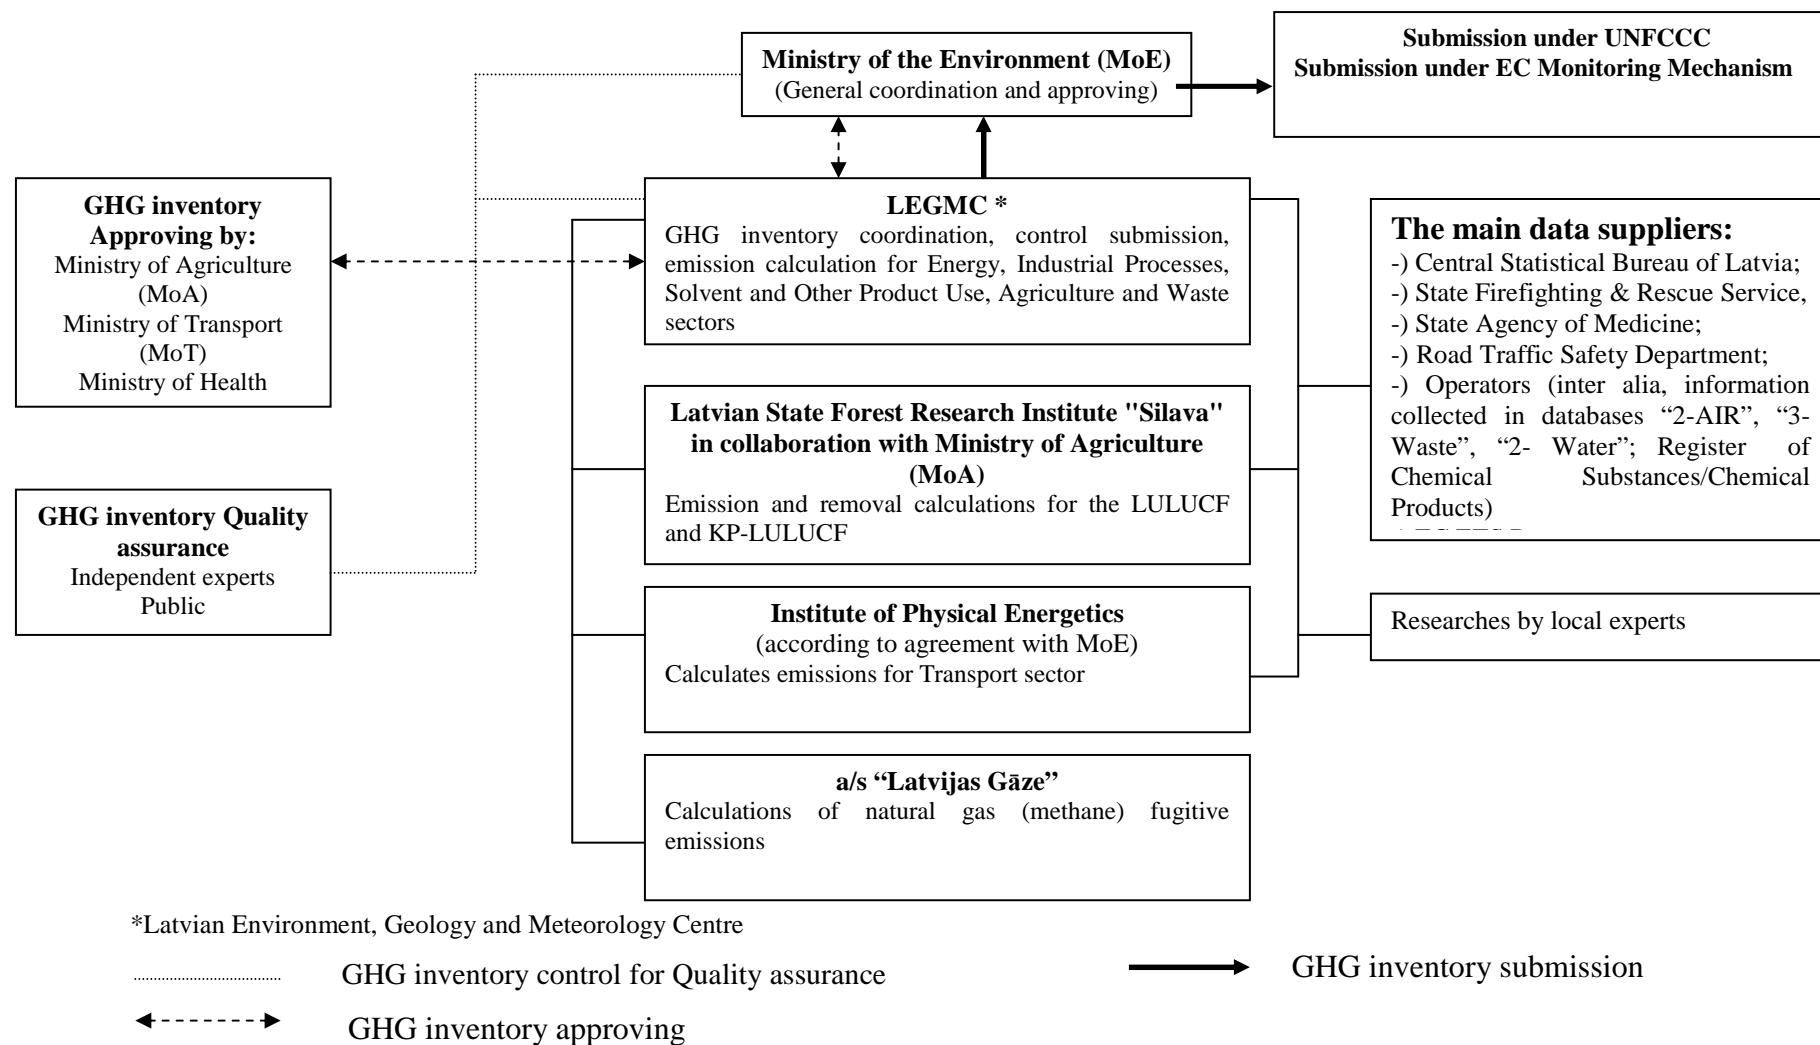 Ministry of the Environment (MoE)
(General coordination and approving)
Submission under UNFCCC
Submission under EC Monitoring Mechanism
GHG inventory
Approving by:
Ministry of Agriculture
(MoA)
Ministry of Transport
(MoT)
Ministry of Health
GHG inventory Quality
assurance
Independent experts
Public
LEGMC *
GHG inventory coordination, control submission,
emission calculation for Energy, Industrial Processes,
Solvent and Other Product Use, Agriculture and Waste
sectors
Latvian State Forest Research Institute "Silava"
in collaboration with Ministry of Agriculture
(MoA)
Emission and removal calculations for the LULUCF
and KP-LULUCF
Institute of Physical Energetics
(according to agreement with MoE)
Calculates emissions for Transport sector
a/s “Latvijas Gāze”
Calculations of natural gas (methane) fugitive
emissions
The main data suppliers:
-) Central Statistical Bureau of Latvia;
-) State Firefighting & Rescue Service,
-) State Agency of Medicine;
-) Road Traffic Safety Department;
-) Operators (inter alia, information
collected in databases “2-AIR”, “3-
Waste”, “2- Water”; Register of
Chemical Substances/Chemical
Products)
Researches by local experts
*Latvian Environment, Geology and Meteorology Centre
GHG inventory control for Quality assurance
GHG inventory submission
GHG inventory approving